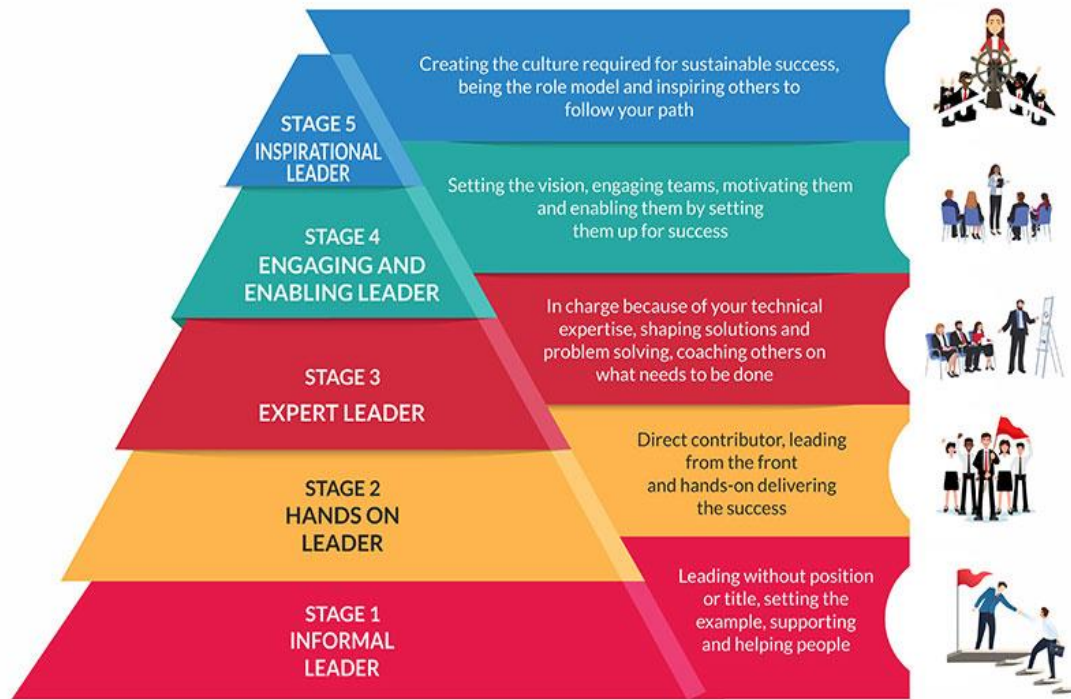 STAGE 5
INSPIRATIONAL
LEADER
Creating the culture required for sustainable success,
being the role model and inspiring others to
follow your path
STAGE 4
ENGAGING AND
ENABLING LEADER
Setting the vision, engaging teams, motivating them
and enabling them by setting
them up for success
STAGE 3
EXPERT LEADER
In charge because of your technical
expertise, shaping solutions and
problem solving, coaching others on
what needs to be done
STAGE 2
HANDS ON
LEADER
Direct contributor, leading
from the front
and hands-on delivering
the success
STAGE 1
INFORMAL
LEADER
Leading without position
or title, setting the
example, supporting
and helping people